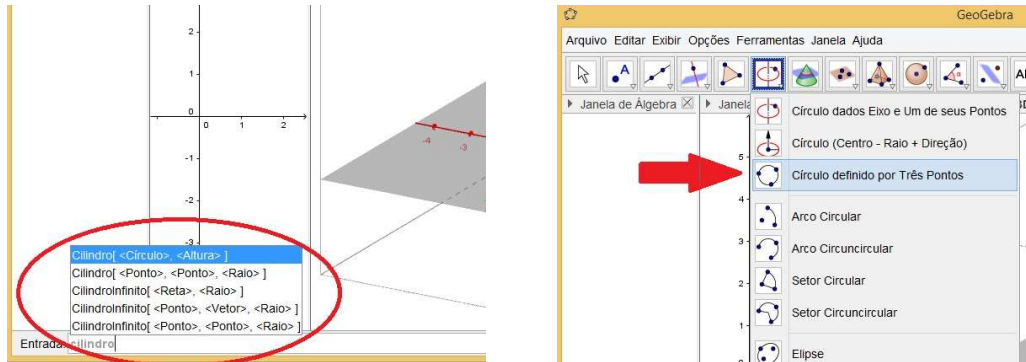 2
1
0
0
1
2
-1
-2
-3
-4
-3
Cilindro[ <Círculo>, <Altura> ]
Cilindro[ <Ponto>, <Ponto>, <Raio> ]
CilindroInfinito[ <Reta>, <Raio> ]
CilindroInfinito[ <Ponto>, <Vetor>, <Raio> ]
CilindroInfinito[ <Ponto>, <Ponto>, <Raio> ]
Entrada: cilindro
GeoGebra
Arquivo Editar Exibir Opções Ferramentas Janela Ajuda
A
Janela de Álgebra
Círculo dados Eixo e Um de seus Pontos
Círculo (Centro - Raio + Direção)
5
Círculo definido por Três Pontos
4
Arco Circular
3
Arco Circuncircular
2
Setor Circular
Setor Circuncircular
1
Elipse